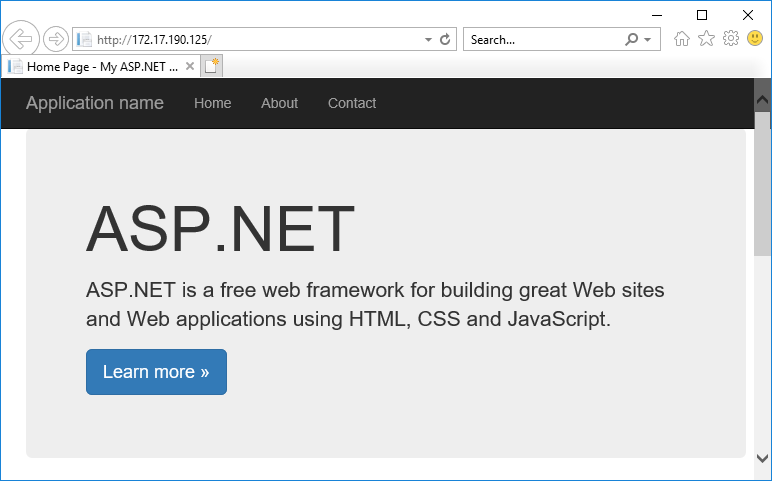 http://172.17.190.125/
Search...
Home Page - My ASP.NET ...
Application name Home About Contact
ASP.NET
ASP.NET is a free web framework for building great Web sites
and Web applications using HTML, CSS and JavaScript.
Learn more »